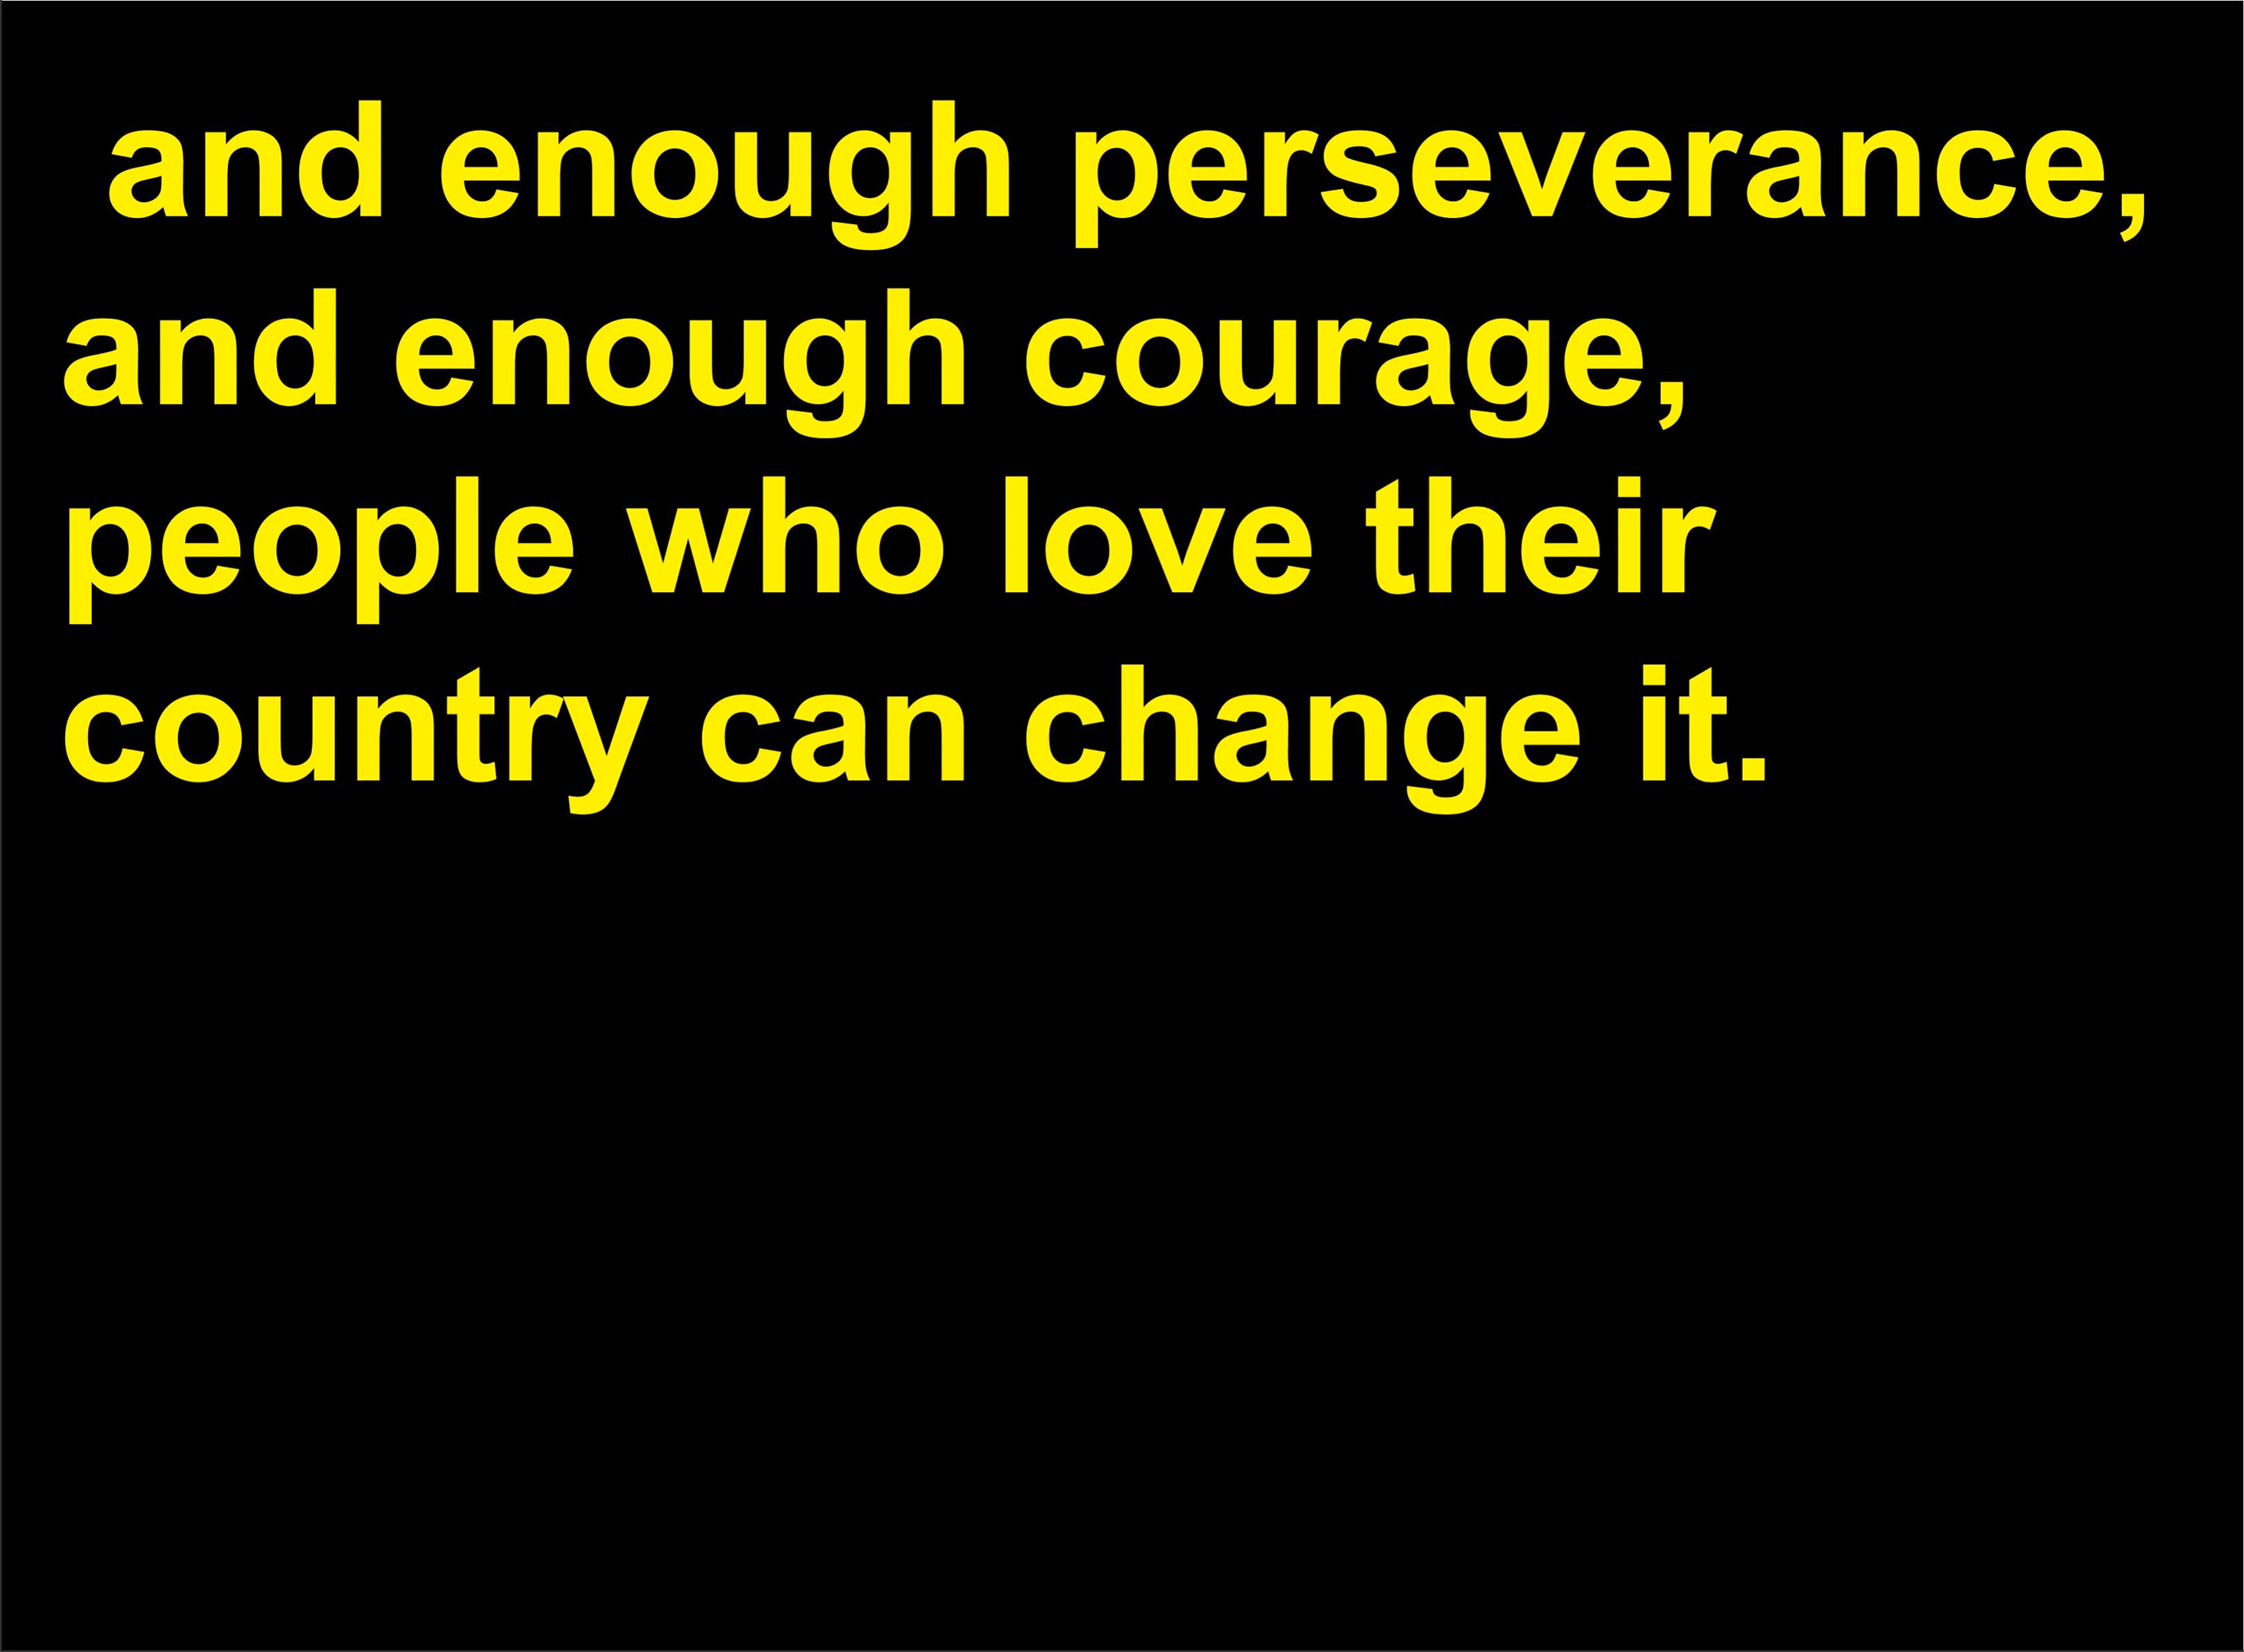 and enough perseverance,
and enough courage,
people who love their
country can change it.